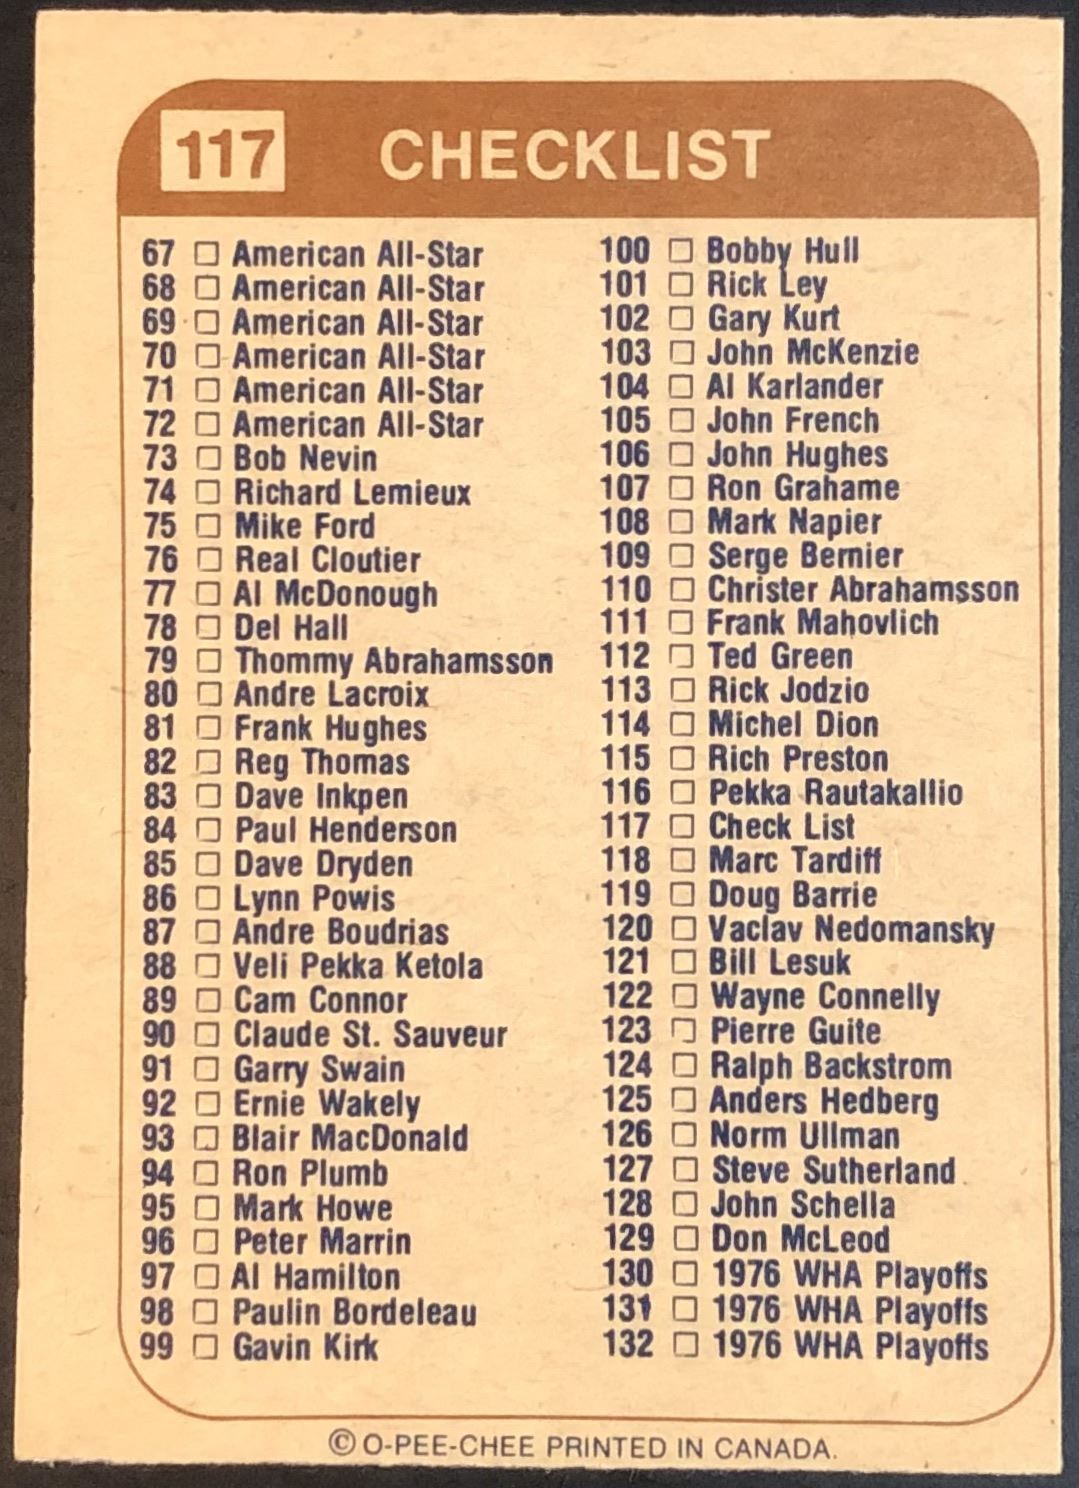 117 CHECKLIST
67 American All-Star
68 American All-Star
69 American All-Star
70 American All-Star
71 American All-Star
72 American All-Star
73 Bob Nevin
74 Richard Lemieux
75 Mike Ford
76 Real Cloutier
77 Al McDonough
78 Del Hall
79 Thommy Abrahamsson
80 Andre Lacroix
81 Frank Hughes
82 Reg Thomas
83 Dave Inkpen
84 Paul Henderson
85 Dave Dryden
86 Lynn Powis
87 Andre Boudrias
88 Veli Pekka Ketola
89 Cam Connor
90 Claude St. Sauveur
91 Garry Swain
92 Ernie Wakely
93 Blair MacDonald
94 Ron Plumb
95 Mark Howe
96 Peter Marrin
97 Al Hamilton
98 Paulin Bordeleau
99 Gavin Kirk
100 Bobby Hull
101 Rick Ley
102 Gary Kurt
103 John McKenzie
104 Al Karlander
105 John French
106 John Hughes
107 Ron Grahame
108 Mark Napier
109 Serge Bernier
110 Christer Abrahamsson
111 Frank Mahovlich
112 Ted Green
113 Rick Jodzio
114 Michel Dion
115 Rich Preston
116 Pekka Rautakallio
117 Check List
118 Marc Tardiff
119 Doug Barrie
120 Vaclav Nedomansky
121 Bill Lesuk
122 Wayne Connelly
123 Pierre Guite
124 Ralph Backstrom
125 Anders Hedberg
126 Norm Ullman
127 Steve Sutherland
128 John Schella
129 Don McLeod
130 1976 WHA Playoffs
131 1976 WHA Playoffs
132 1976 WHA Playoffs
© O-PEE-CHEE PRINTED IN CANADA.